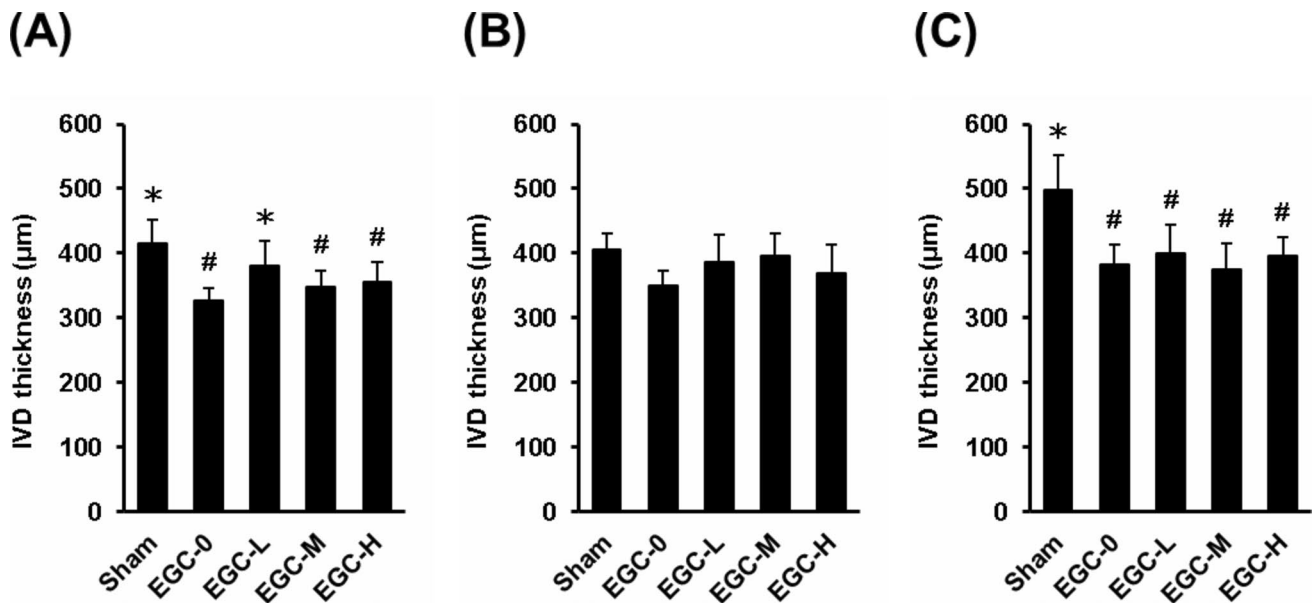 (A)
IVD thickness (µm)
600
500
400
300
200
100
0
*
#
*
#
#
Sham
EGC-0
EGC-L
EGC-M
EGC-H
(B)
IVD thickness (µm)
600
500
400
300
200
100
0
Sham
EGC-0
EGC-L
EGC-M
EGC-H
(C)
IVD thickness (µm)
600
500
400
300
200
100
0
*
#
#
#
#
Sham
EGC-0
EGC-L
EGC-M
EGC-H